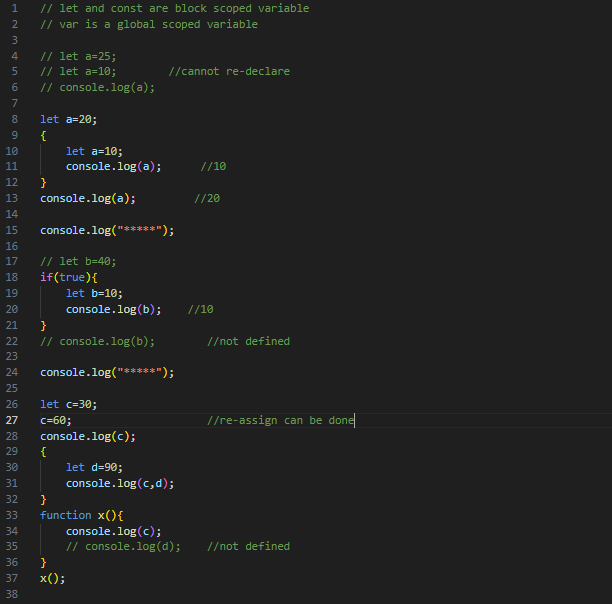 1 // let and const are block scoped variable
2 // var is a global scoped variable
3
4 // let a=25;
5 // let a=10; //cannot re-declare
6 // console.log(a);
7
8 let a=20;
9 {
10 let a=10;
11 console.log(a); //10
12 }
13 console.log(a); //20
14
15 console.log("*****");
16
17 // let b=40;
18 if(true){
19 let b=10;
20 console.log(b); //10
21 }
22 // console.log(b); //not defined
23
24 console.log("*****");
25
26 let c=30;
27 c=60; //re-assign can be done
28 console.log(c);
29 {
30 let d=90;
31 console.log(c,d);
32 }
33 function x(){
34 console.log(c);
35 // console.log(d); //not defined
36 }
37 x();
38